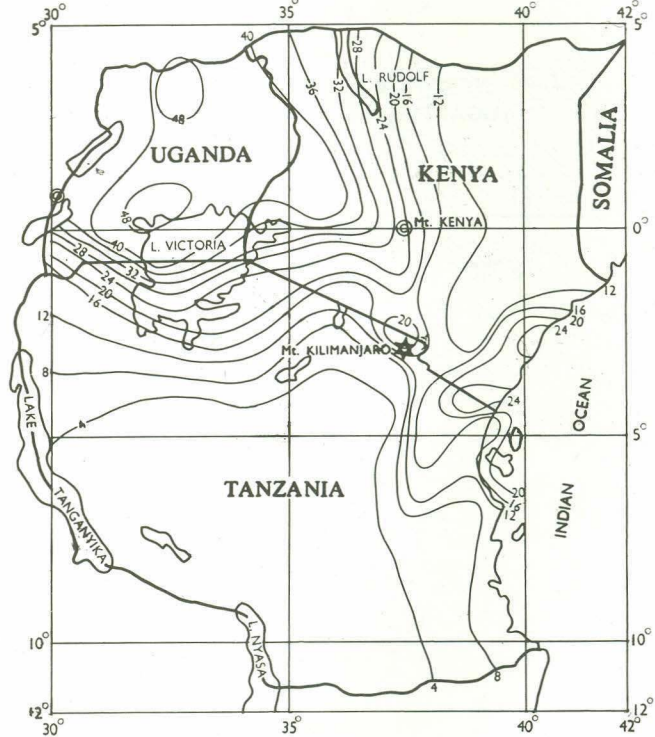 30° 35° 40° 42°
5° 5°
40 28
L. RUDOLF
36 32 20 16 12
24
48
UGANDA
KENYA
SOMALIA
48
0° 0°
Mt. KENYA
40 L. VICTORIA
28 32
24
20
16
12
12
16
20
24
20
Mt. KILIMANJARO
8
24
4
LAKE
OCEAN
5° 5°
TANZANIA
TANGANYIKA
20
16
12
INDIAN
10° 10°
L. NYASA
4 8
12° 12°
30° 35° 40° 42°